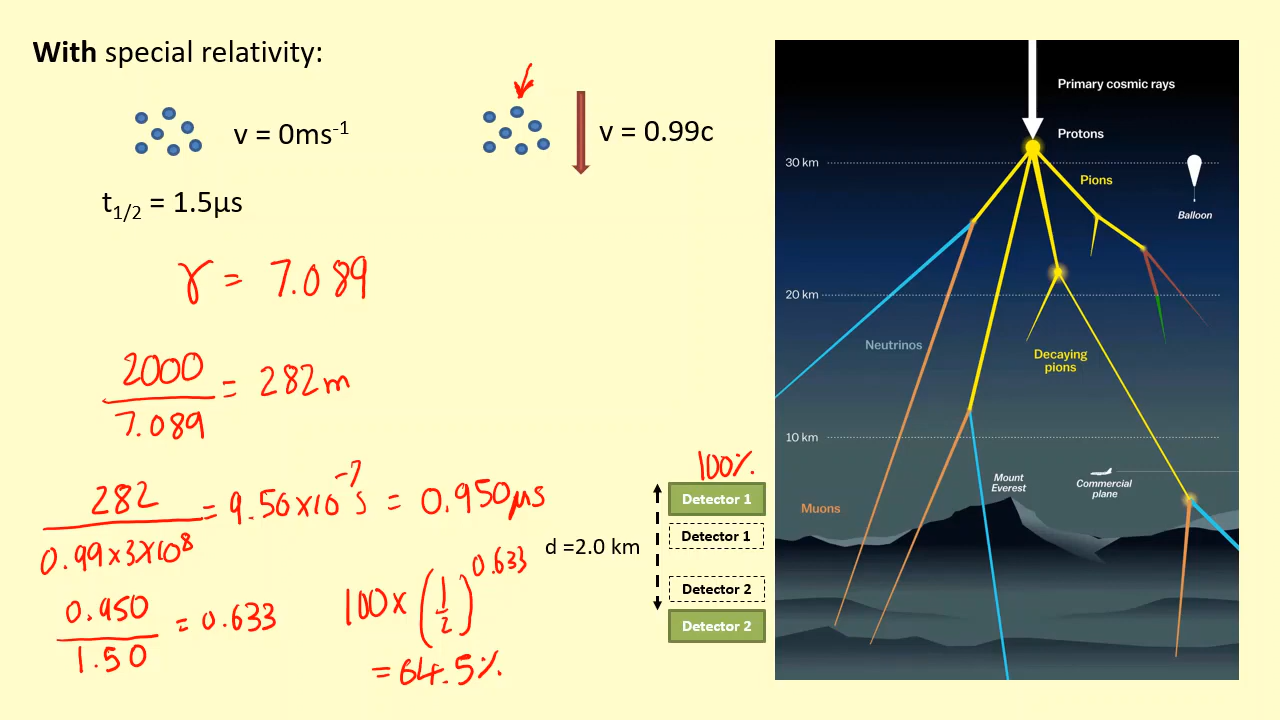 With special relativity:
v = 0ms-1
v = 0.99c
t1/2 = 1.5µs
γ = 7.089
2000
7.089
= 282m
282
0.99×3×10^8
= 9.50×10^-7 s = 0.950µs
0.950
1.50
= 0.633
100× (1/2)^0.633
= 64.5%
d =2.0 km
100%
Detector 1
Detector 1
Detector 2
Detector 2
Primary cosmic rays
Protons
30 km
Pions
Balloon
20 km
Neutrinos
Decaying
pions
10 km
Mount
Everest
Commercial
plane
Muons